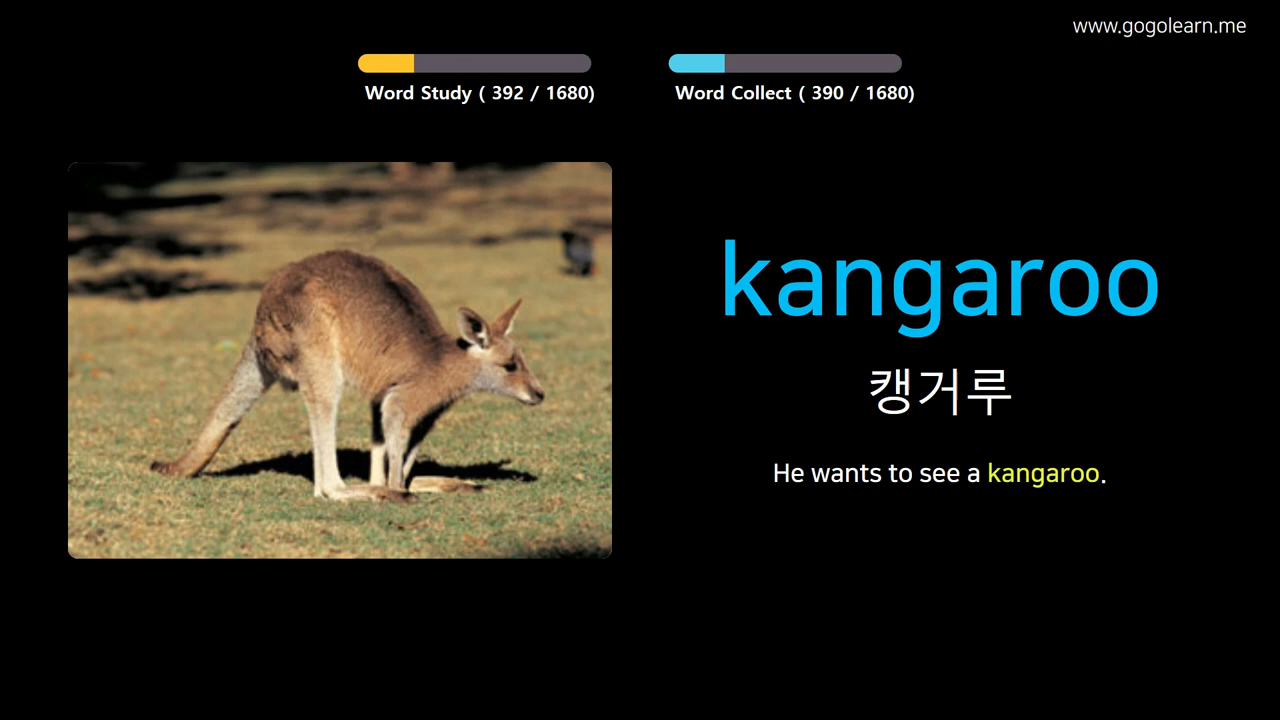 www.gogolearn.me
Word Study ( 392 / 1680)
Word Collect ( 390 / 1680)
kangaroo
캥거루
He wants to see a kangaroo.